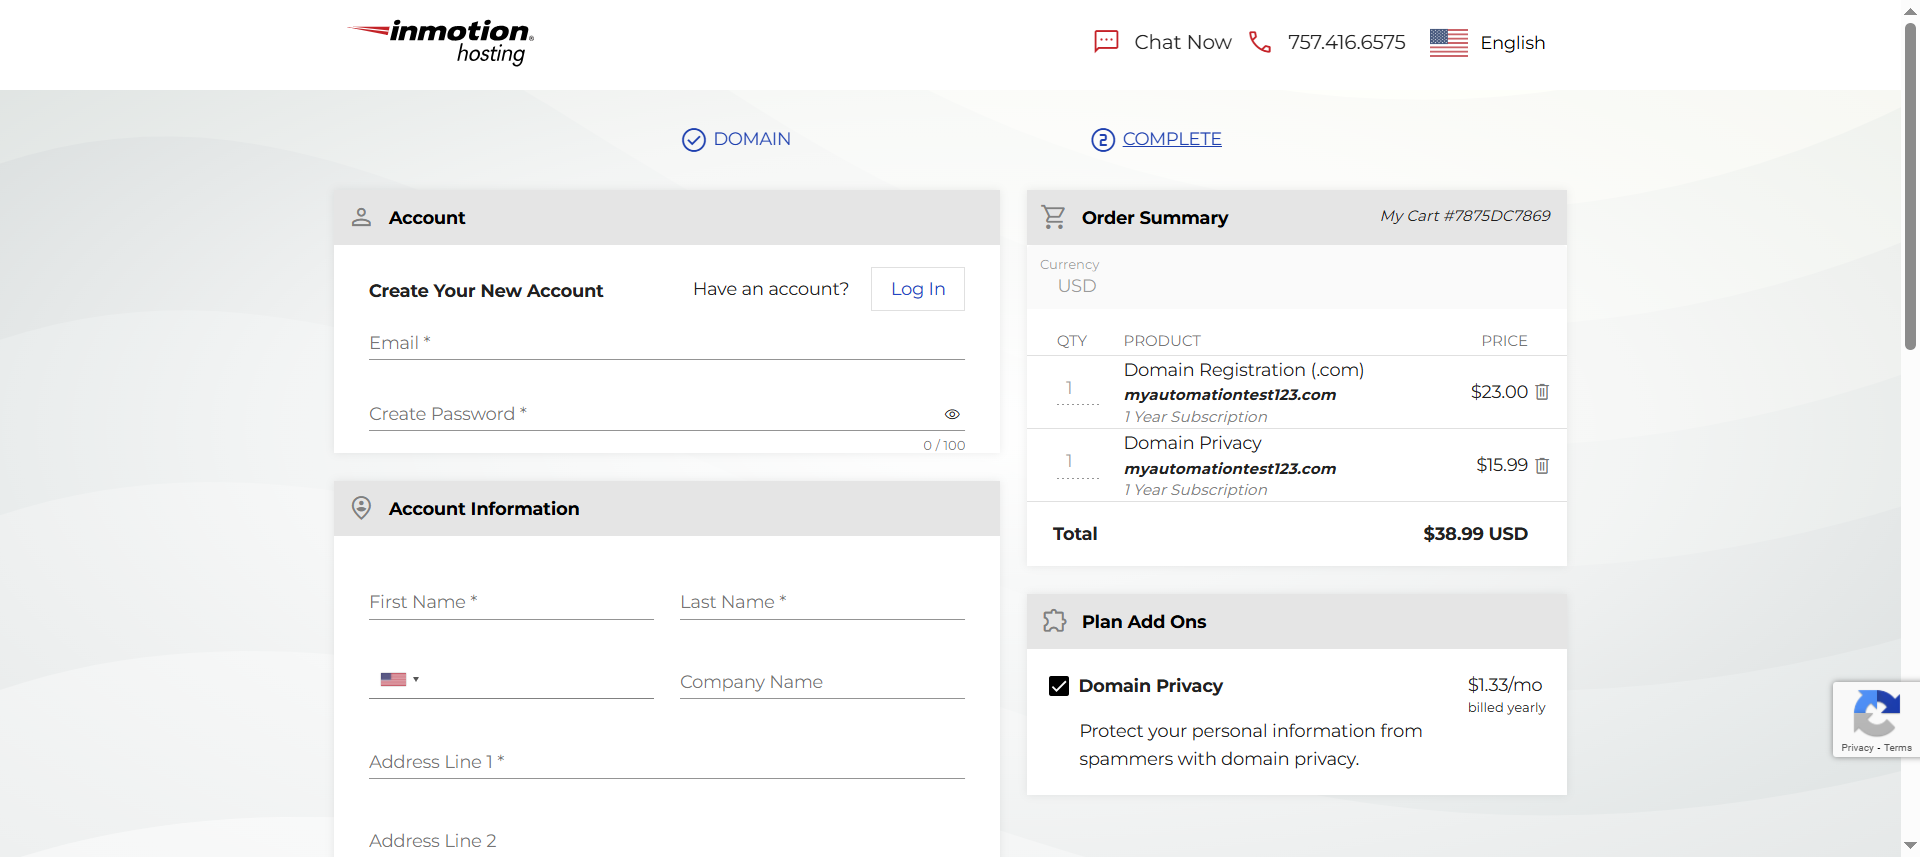 inmotion®
hosting
Chat Now
757.416.6575
English
DOMAIN
2 COMPLETE
Account
Create Your New Account
Have an account?
Log In
Email *
Create Password *
0 / 100
Account Information
First Name *
Last Name *
Company Name
Address Line 1 *
Address Line 2
Order Summary
My Cart #7875DC7869
Currency
USD
QTY PRODUCT PRICE
1 Domain Registration (.com) $23.00
myautomationtest123.com
1 Year Subscription
1 Domain Privacy $15.99
myautomationtest123.com
1 Year Subscription
Total $38.99 USD
Plan Add Ons
Domain Privacy $1.33/mo
billed yearly
Protect your personal information from
spammers with domain privacy.
Privacy - Terms